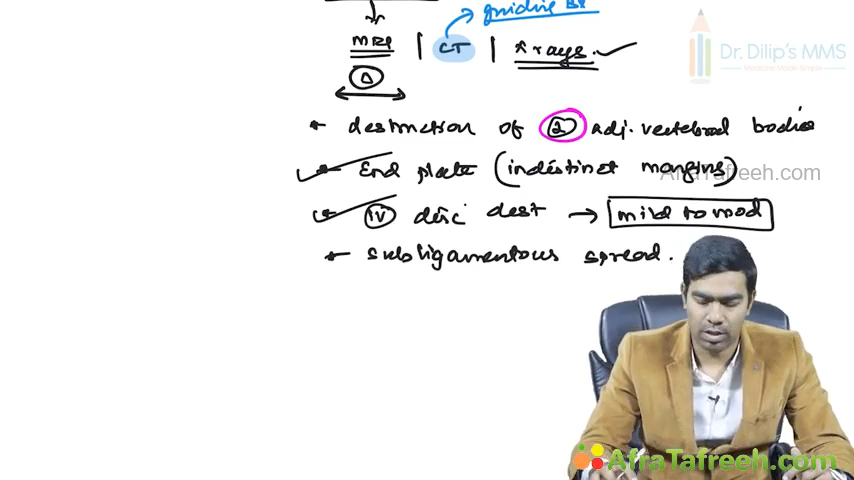 guiding Bx
Dr. Dilip's MMS
Medicine Made Simple
MRI | CT | X rays
Δ
* destruction of 2 adj. vertebral bodies
* End plate (indistinct margins)
AfraTafreeh.com
* IV disc dest → mild to mod
* subligamentous spread.
AfraTafreeh.com